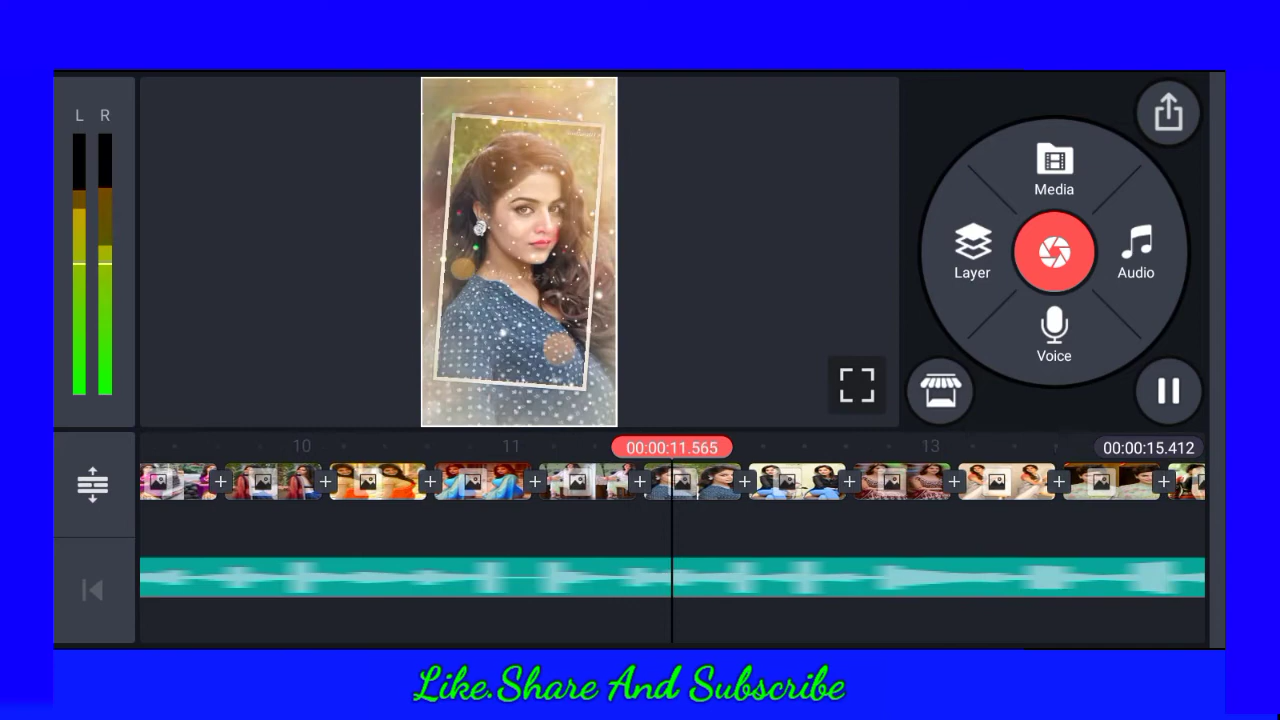 L R
Media
Layer
Audio
Voice
10
11
00:00:11.565
13
00:00:15.412
Like.Share And Subscribe